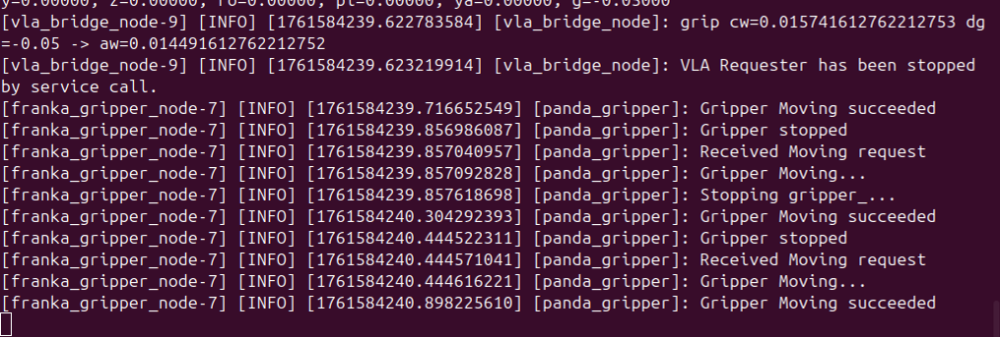 y=0.00000, z=0.00000, ro=0.00000, pt=0.00000, ya=0.00000, g=-0.05000
[vla_bridge_node-9] [INFO] [1761584239.622783584] [vla_bridge_node]: grip cw=0.015741612762212753 dg
=-0.05 -> aw=0.014491612762212752
[vla_bridge_node-9] [INFO] [1761584239.623219914] [vla_bridge_node]: VLA Requester has been stopped
by service call.
[franka_gripper_node-7] [INFO] [1761584239.716652549] [panda_gripper]: Gripper Moving succeeded
[franka_gripper_node-7] [INFO] [1761584239.856986087] [panda_gripper]: Gripper stopped
[franka_gripper_node-7] [INFO] [1761584239.857040957] [panda_gripper]: Received Moving request
[franka_gripper_node-7] [INFO] [1761584239.857092828] [panda_gripper]: Gripper Moving...
[franka_gripper_node-7] [INFO] [1761584239.857618698] [panda_gripper]: Stopping gripper_...
[franka_gripper_node-7] [INFO] [1761584240.304292393] [panda_gripper]: Gripper Moving succeeded
[franka_gripper_node-7] [INFO] [1761584240.444522311] [panda_gripper]: Gripper stopped
[franka_gripper_node-7] [INFO] [1761584240.444571041] [panda_gripper]: Received Moving request
[franka_gripper_node-7] [INFO] [1761584240.444616221] [panda_gripper]: Gripper Moving...
[franka_gripper_node-7] [INFO] [1761584240.898225610] [panda_gripper]: Gripper Moving succeeded